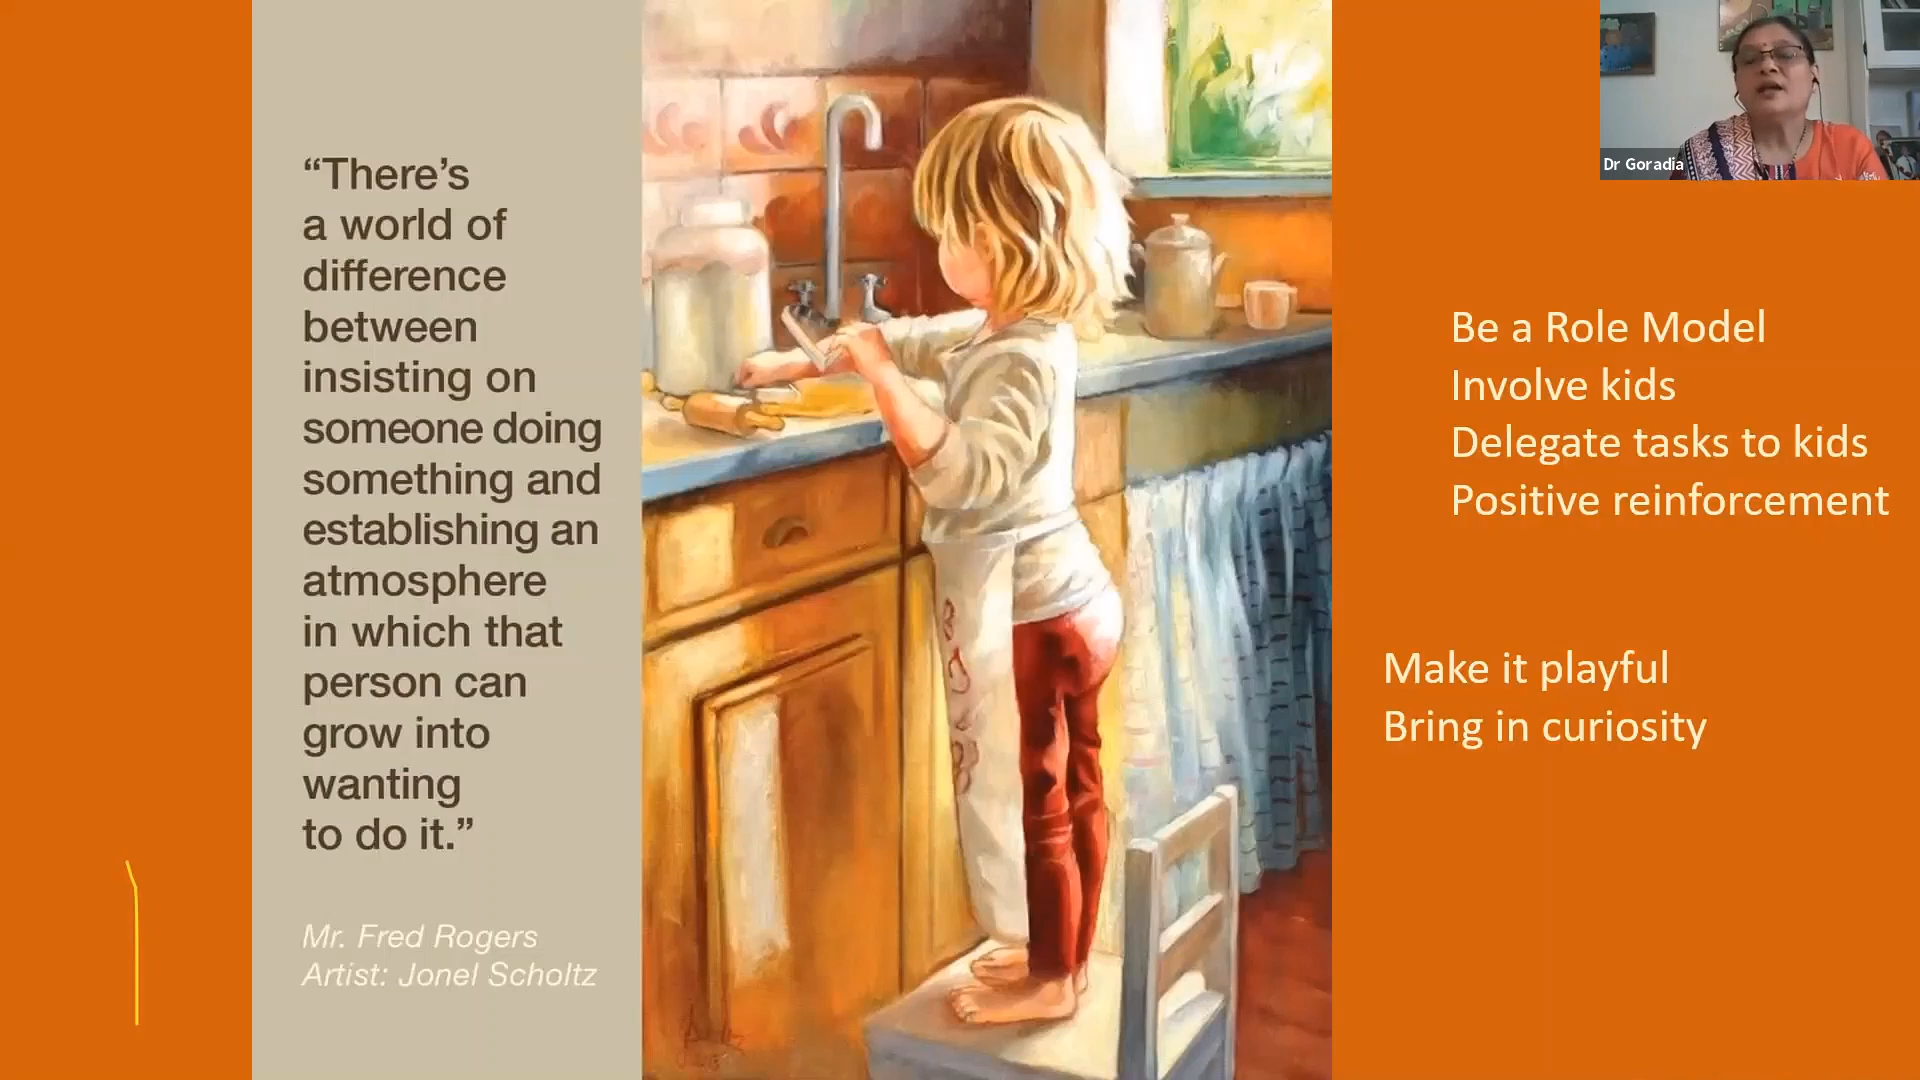 “There’s
a world of
difference
between
insisting on
someone doing
something and
establishing an
atmosphere
in which that
person can
grow into
wanting
to do it.”
Mr. Fred Rogers
Artist: Jonel Scholtz
Dr Goradia
Be a Role Model
Involve kids
Delegate tasks to kids
Positive reinforcement
Make it playful
Bring in curiosity